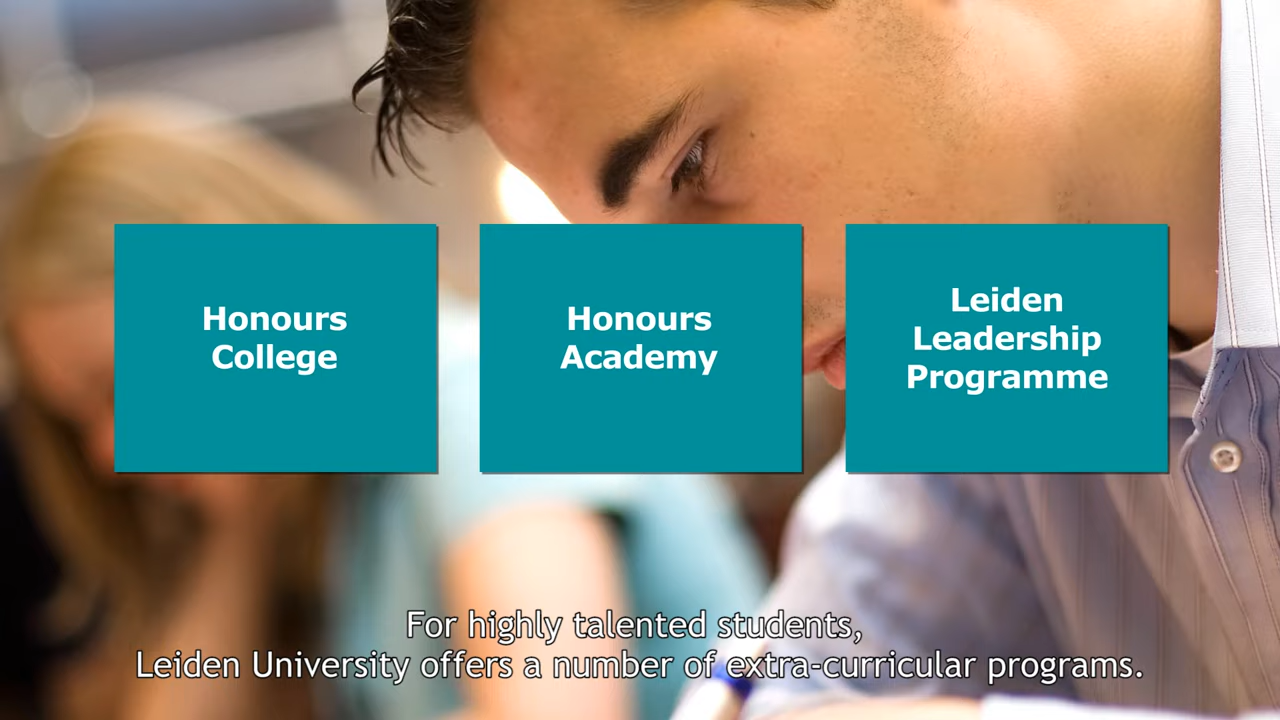 Honours
College
Honours
Academy
Leiden
Leadership
Programme
For highly talented students,
Leiden University offers a number of extra-curricular programs.